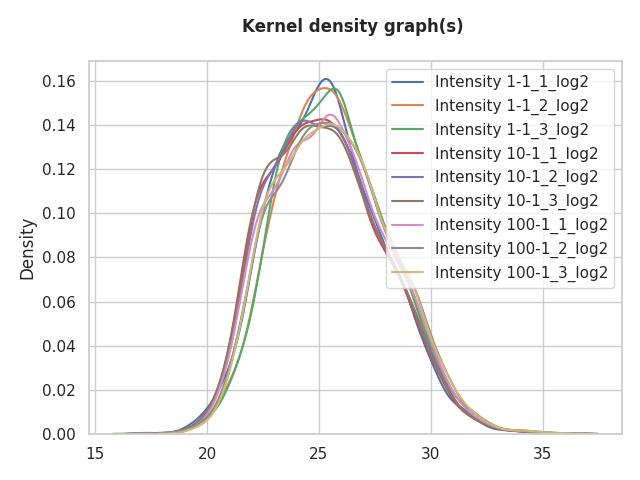 Kernel density graph(s)
0.16
0.14
0.12
0.10
0.08
0.06
0.04
0.02
0.00
Density
15
20
25
30
35
Intensity 1-1_1_log2
Intensity 1-1_2_log2
Intensity 1-1_3_log2
Intensity 10-1_1_log2
Intensity 10-1_2_log2
Intensity 10-1_3_log2
Intensity 100-1_1_log2
Intensity 100-1_2_log2
Intensity 100-1_3_log2